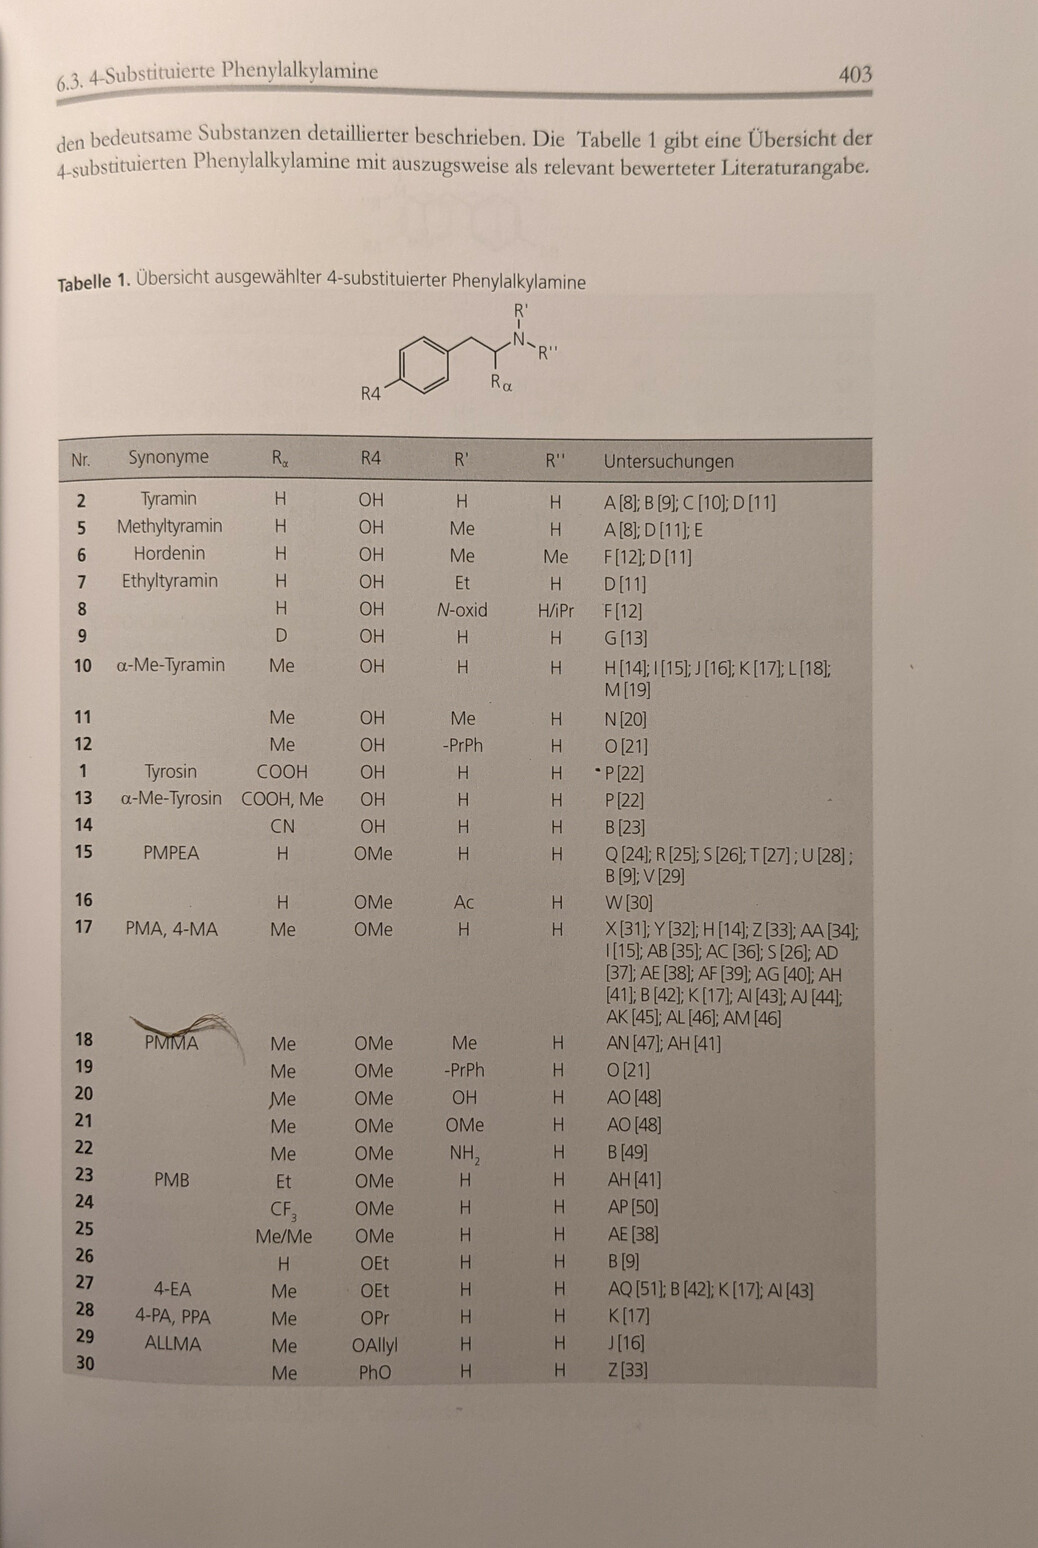 6.3. 4-Substituierte Phenylalkylamine 403
den bedeutsame Substanzen detaillierter beschrieben. Die Tabelle 1 gibt eine Übersicht der
4-substituierten Phenylalkylamine mit auszugsweise als relevant bewerteter Literaturangabe.
Tabelle 1. Übersicht ausgewählter 4-substituierter Phenylalkylamine
R'
N
R''
Rα
R4
Nr. Synonyme Rα R4 R' R'' Untersuchungen
2 Tyramin H OH H H A [8]; B [9]; C [10]; D [11]
5 Methyltyramin H OH Me H A [8]; D [11]; E
6 Hordenin H OH Me Me F [12]; D [11]
7 Ethyltyramin H OH Et H D [11]
8 H OH N-oxid H/iPr F [12]
9 D OH H H G [13]
10 α-Me-Tyramin Me OH H H H [14]; I [15]; J [16]; K [17]; L [18];
M [19]
11 Me OH Me H N [20]
12 Me OH -PrPh H O [21]
1 Tyrosin COOH OH H H P [22]
13 α-Me-Tyrosin COOH, Me OH H H P [22]
14 CN OH H H B [23]
15 PMPEA H OMe H H Q [24]; R [25]; S [26]; T [27] ; U [28] ;
B [9]; V [29]
16 H OMe Ac H W [30]
17 PMA, 4-MA Me OMe H H X [31]; Y [32]; H [14]; Z [33]; AA [34];
I [15]; AB [35]; AC [36]; S [26]; AD
[37]; AE [38]; AF [39]; AG [40]; AH
[41]; B [42]; K [17]; AI [43]; AJ [44];
AK [45]; AL [46]; AM [46]
18 PMMA Me OMe Me H AN [47]; AH [41]
19 Me OMe -PrPh H O [21]
20 Me OMe OH H AO [48]
21 Me OMe OMe H AO [48]
22 Me OMe NH2 H B [49]
23 PMB Et OMe H H AH [41]
24 CF3 OMe H H AP [50]
25 Me/Me OMe H H AE [38]
26 H OEt H H B [9]
27 4-EA Me OEt H H AQ [51]; B [42]; K [17]; AI [43]
28 4-PA, PPA Me OPr H H K [17]
29 ALLMA Me OAllyl H H J [16]
30 Me PhO H H Z [33]